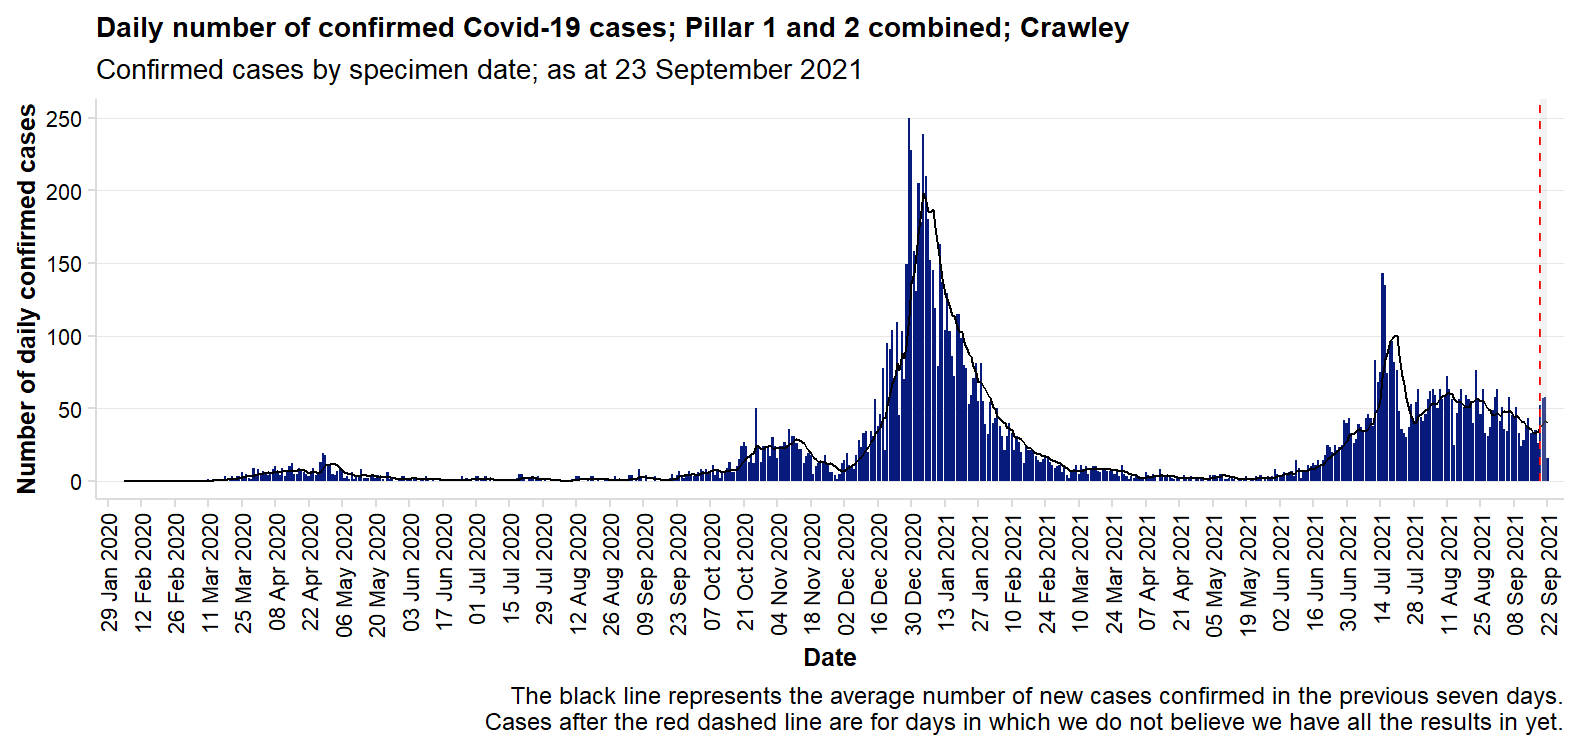 Daily number of confirmed Covid-19 cases; Pillar 1 and 2 combined; Crawley
Confirmed cases by specimen date; as at 23 September 2021
Number of daily confirmed cases
250
200
150
100
50
0
29 Jan 2020
12 Feb 2020
26 Feb 2020
11 Mar 2020
25 Mar 2020
08 Apr 2020
22 Apr 2020
06 May 2020
20 May 2020
03 Jun 2020
17 Jun 2020
01 Jul 2020
15 Jul 2020
29 Jul 2020
12 Aug 2020
26 Aug 2020
09 Sep 2020
23 Sep 2020
07 Oct 2020
21 Oct 2020
04 Nov 2020
18 Nov 2020
02 Dec 2020
16 Dec 2020
30 Dec 2020
13 Jan 2021
27 Jan 2021
10 Feb 2021
24 Feb 2021
10 Mar 2021
24 Mar 2021
07 Apr 2021
21 Apr 2021
05 May 2021
19 May 2021
02 Jun 2021
16 Jun 2021
30 Jun 2021
14 Jul 2021
28 Jul 2021
11 Aug 2021
25 Aug 2021
08 Sep 2021
22 Sep 2021
Date
The black line represents the average number of new cases confirmed in the previous seven days.
Cases after the red dashed line are for days in which we do not believe we have all the results in yet.